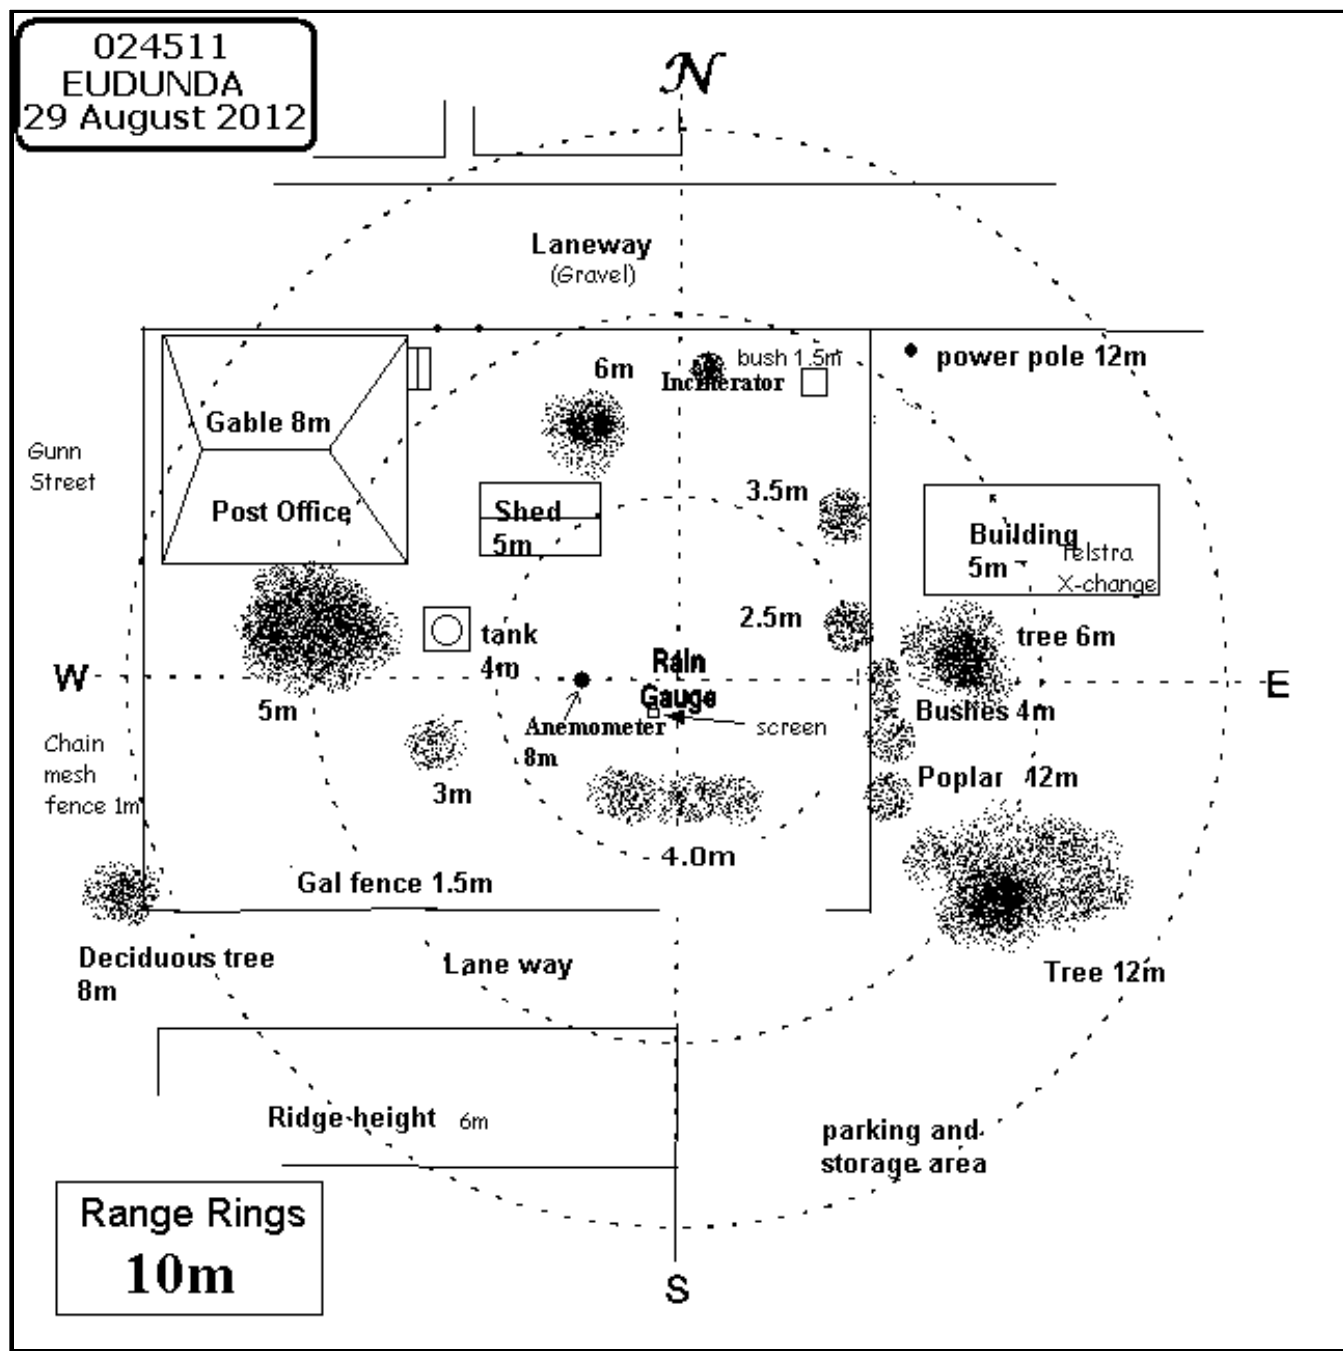 024511
EUDUNDA
29 August 2012
N
Laneway
(Gravel)
6m
bush 1.5m
Incinerator
power pole 12m
Gable 8m
Gunn
Street
Post Office
Shed
5m
3.5m
Building
5m
Telstra
X-change
2.5m
tree 6m
tank
4m
Rain
Gauge
W
E
5m
Anemometer
8m
screen
Bushes 4m
Chain
mesh
fence 1m
3m
Poplar 12m
4.0m
Gal fence 1.5m
Deciduous tree
8m
Lane way
Tree 12m
Ridge height 6m
parking and
storage area
Range Rings
10m
S